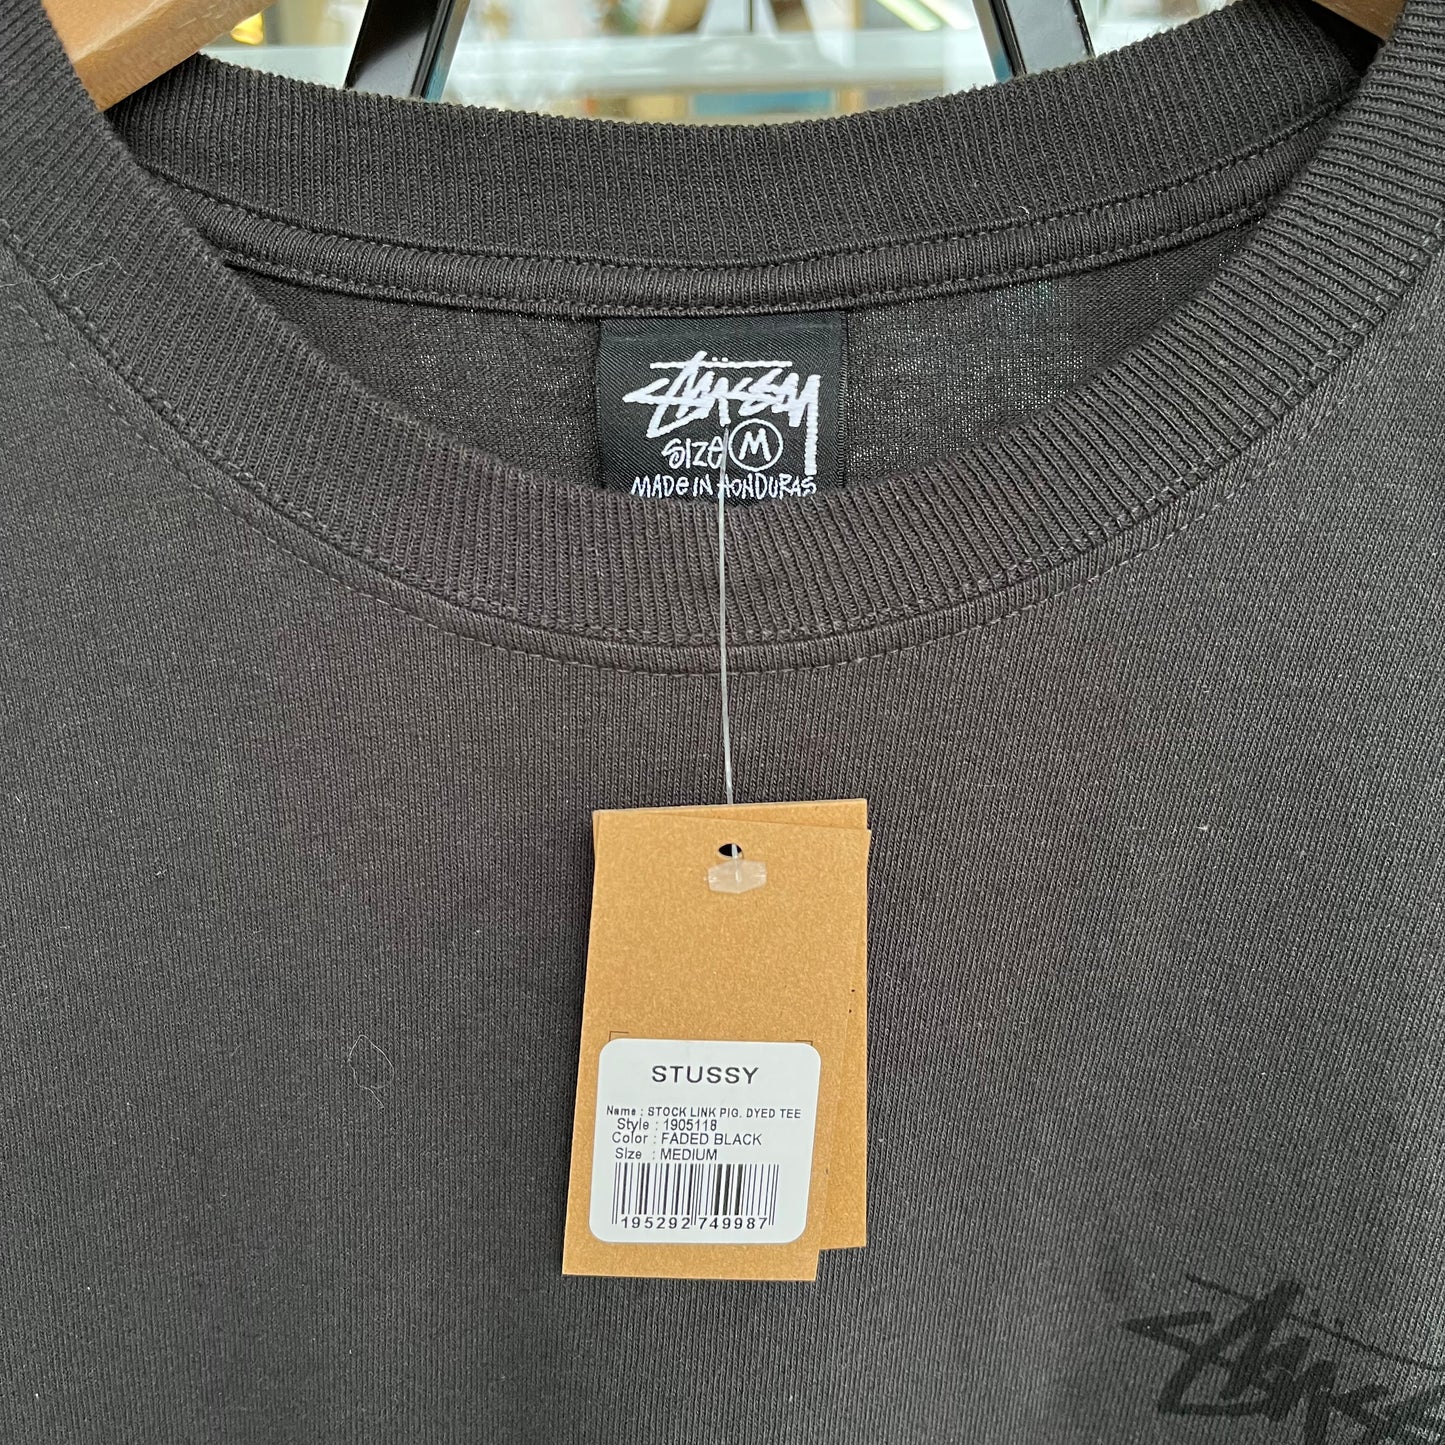 Stüssy
SIZE M
MADE IN HONDURAS
STUSSY
Name : STOCK LINK PIG. DYED TEE
Style : 1905118
Color : FADED BLACK
Size : MEDIUM
195292 749987
Stüssy